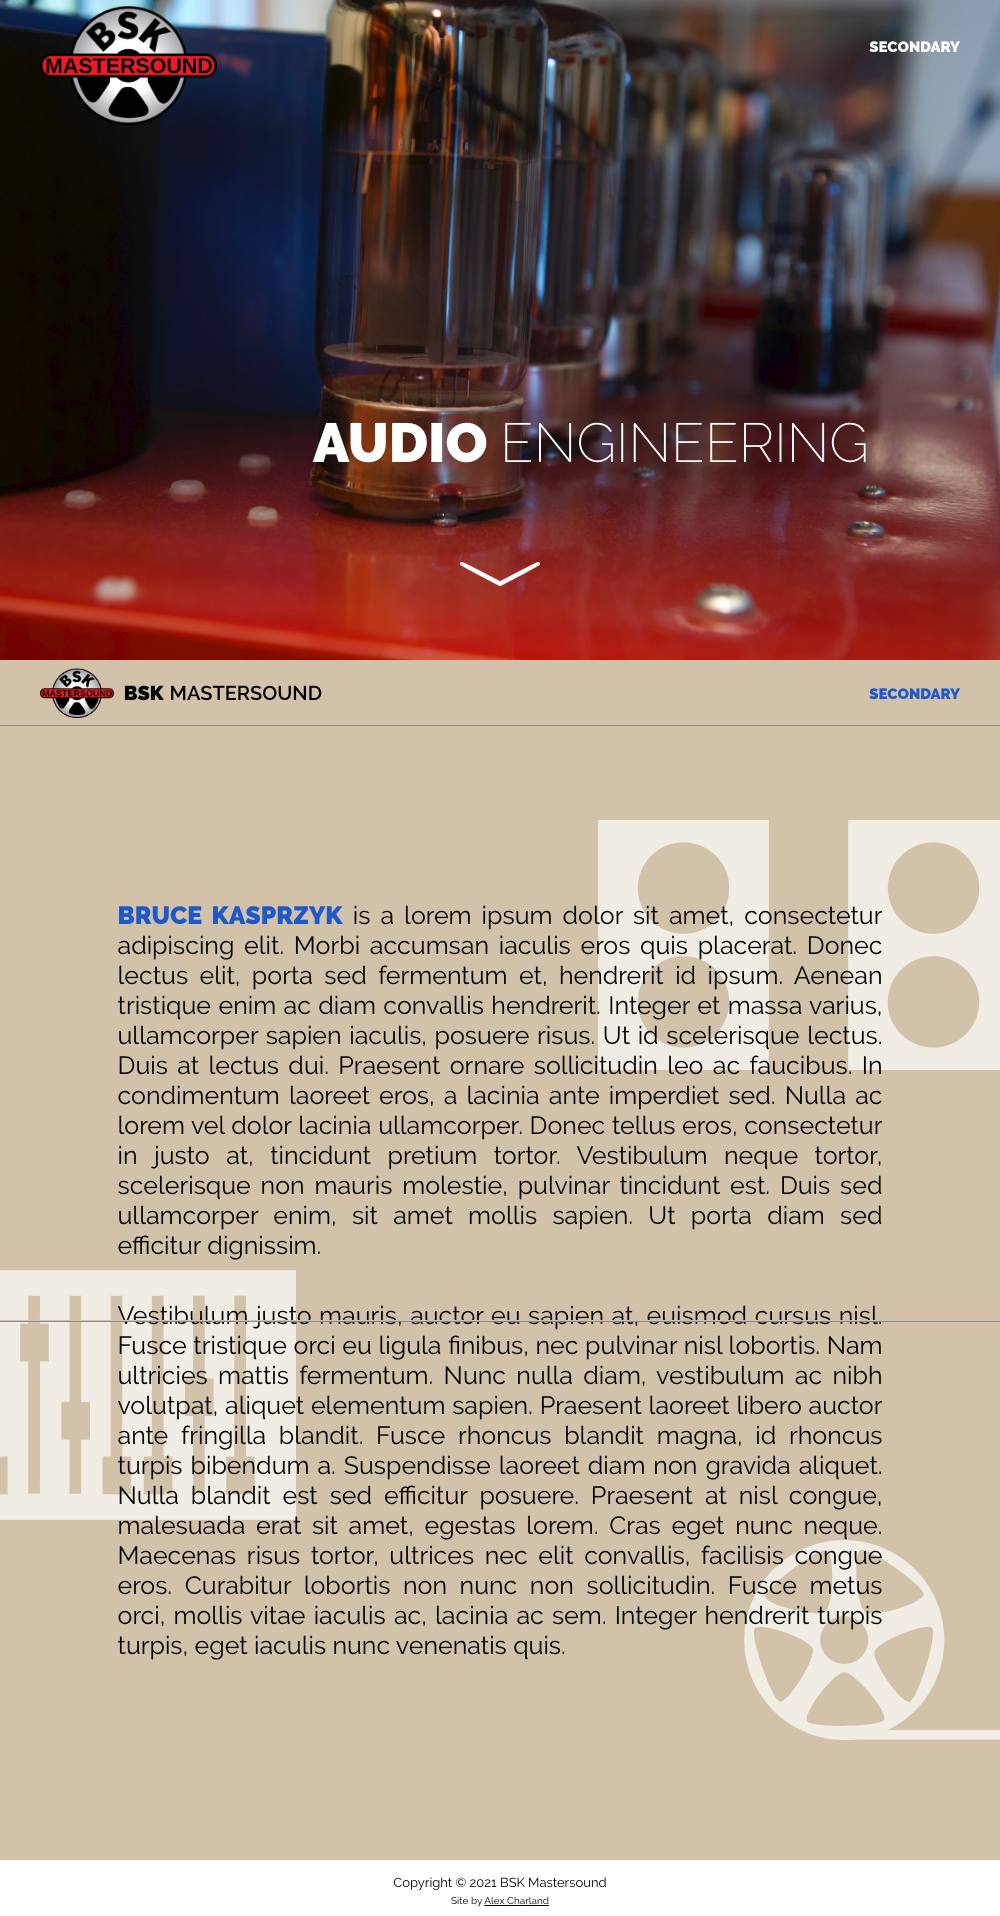 BSK
MASTERSOUND
SECONDARY
AUDIO ENGINEERING
BSK
MASTERSOUND
BSK MASTERSOUND
SECONDARY
BRUCE KASPRZYK is a lorem ipsum dolor sit amet, consectetur
adipiscing elit. Morbi accumsan iaculis eros quis placerat. Donec
lectus elit, porta sed fermentum et, hendrerit id ipsum. Aenean
tristique enim ac diam convallis hendrerit. Integer et massa varius,
ullamcorper sapien iaculis, posuere risus. Ut id scelerisque lectus.
Duis at lectus dui. Praesent ornare sollicitudin leo ac faucibus. In
condimentum laoreet eros, a lacinia ante imperdiet sed. Nulla ac
lorem vel dolor lacinia ullamcorper. Donec tellus eros, consectetur
in justo at, tincidunt pretium tortor. Vestibulum neque tortor,
scelerisque non mauris molestie, pulvinar tincidunt est. Duis sed
ullamcorper enim, sit amet mollis sapien. Ut porta diam sed
efficitur dignissim.
Vestibulum justo mauris, auctor eu sapien at, euismod cursus nisl.
Fusce tristique orci eu ligula finibus, nec pulvinar nisl lobortis. Nam
ultricies mattis fermentum. Nunc nulla diam, vestibulum ac nibh
volutpat, aliquet elementum sapien. Praesent laoreet libero auctor
ante fringilla blandit. Fusce rhoncus blandit magna, id rhoncus
turpis bibendum a. Suspendisse laoreet diam non gravida aliquet.
Nulla blandit est sed efficitur posuere. Praesent at nisl congue,
malesuada erat sit amet, egestas lorem. Cras eget nunc neque.
Maecenas risus tortor, ultrices nec elit convallis, facilisis congue
eros. Curabitur lobortis non nunc non sollicitudin. Fusce metus
orci, mollis vitae iaculis ac, lacinia ac sem. Integer hendrerit turpis
turpis, eget iaculis nunc venenatis quis.
Copyright © 2021 BSK Mastersound
Site by Alex Charland